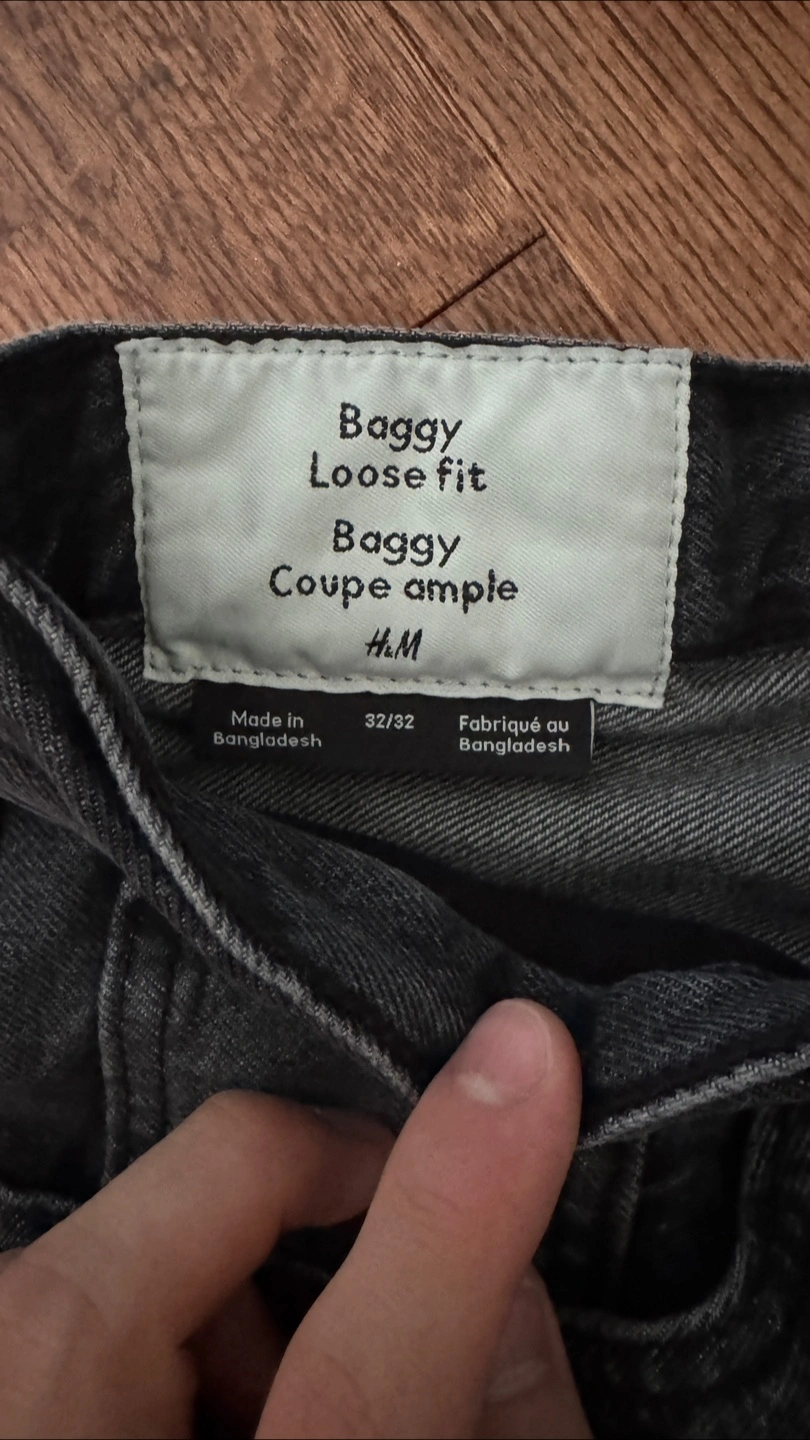 Baggy
Loose fit
Baggy
Coupe ample
H&M
Made in
Bangladesh
32/32
Fabriqué au
Bangladesh